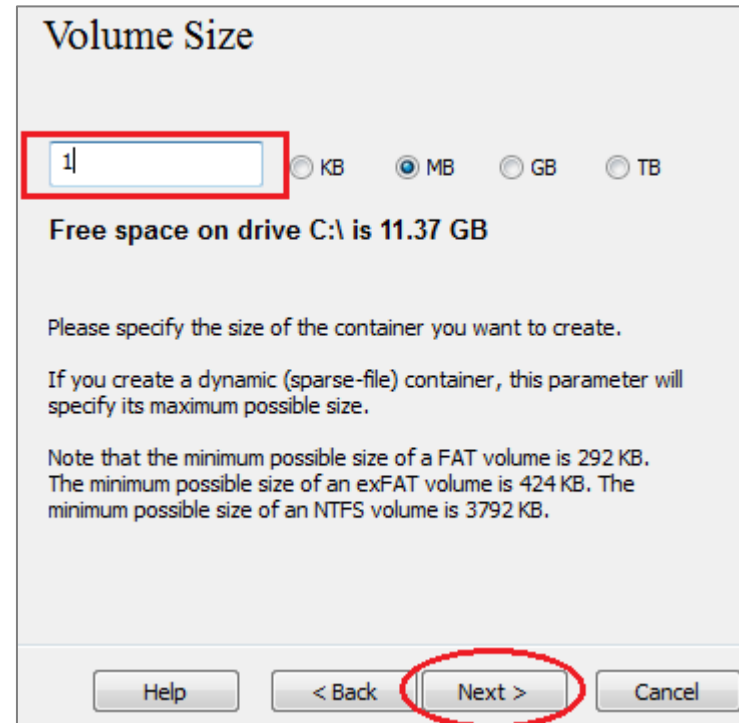 Volume Size
1 KB MB GB TB
Free space on drive C:\ is 11.37 GB
Please specify the size of the container you want to create.
If you create a dynamic (sparse-file) container, this parameter will
specify its maximum possible size.
Note that the minimum possible size of a FAT volume is 292 KB.
The minimum possible size of an exFAT volume is 424 KB. The
minimum possible size of an NTFS volume is 3792 KB.
Help < Back Next > Cancel